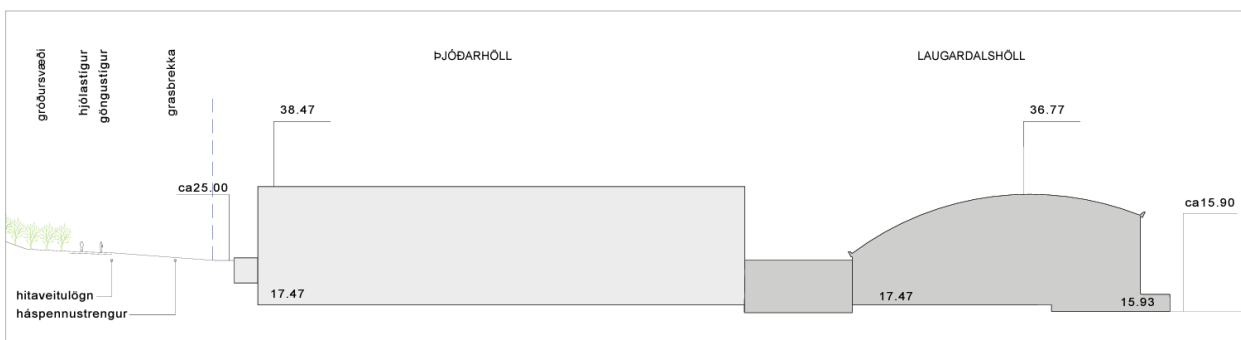 gróðursvæði
hjólastígur
göngustígur
grasbrekka
ÞJÓÐARHÖLL
LAUGARDALSHÖLL
38.47
36.77
ca25.00
ca15.90
hitaveitulögn
háspennustrengur
17.47
17.47
15.93